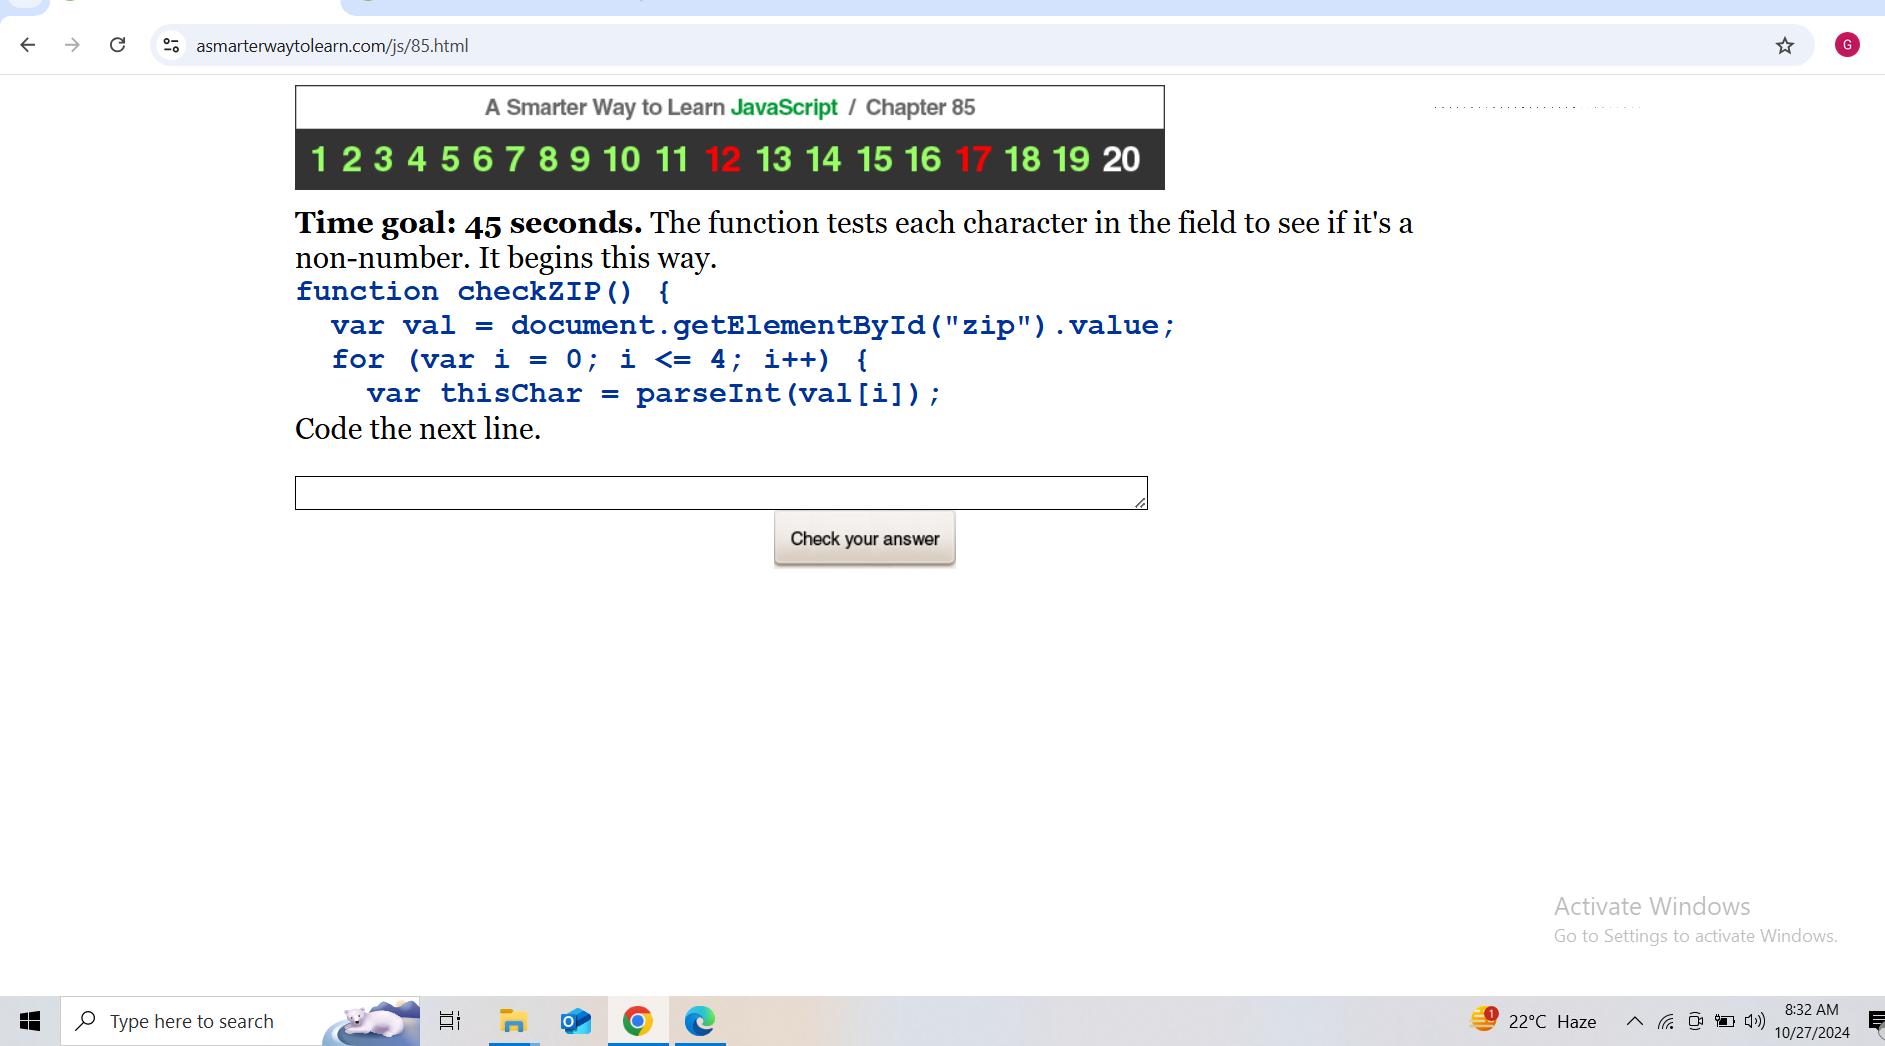 asmarterwaytolearn.com/js/85.html
G
A Smarter Way to Learn JavaScript / Chapter 85
1 2 3 4 5 6 7 8 9 10 11 12 13 14 15 16 17 18 19 20
Time goal: 45 seconds. The function tests each character in the field to see if it's a
non-number. It begins this way.
function checkZIP() {
var val = document.getElementById("zip").value;
for (var i = 0; i <= 4; i++) {
var thisChar = parseInt(val[i]);
Code the next line.
Check your answer
Activate Windows
Go to Settings to activate Windows.
Type here to search
1
22°C Haze
8:32 AM
10/27/2024